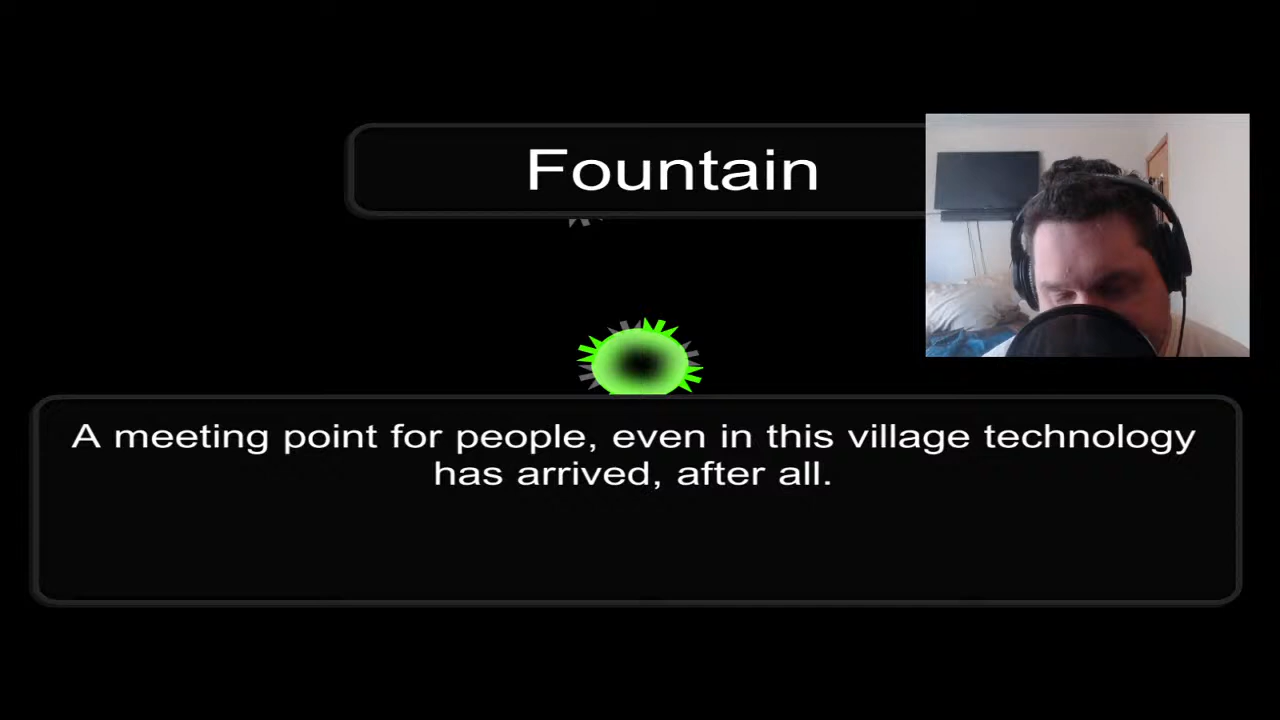 Fountain
A meeting point for people, even in this village technology
has arrived, after all.